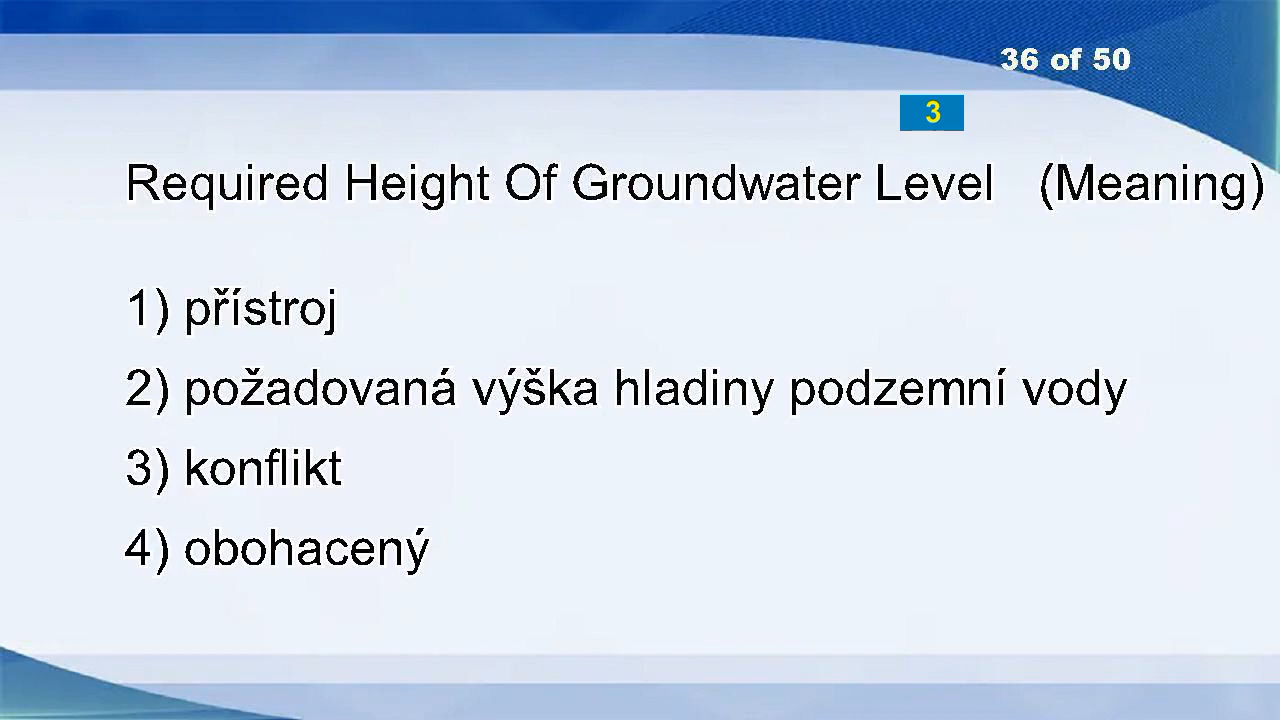 36 of 50
3
Required Height Of Groundwater Level (Meaning)
1) přístroj
2) požadovaná výška hladiny podzemní vody
3) konflikt
4) obohacený